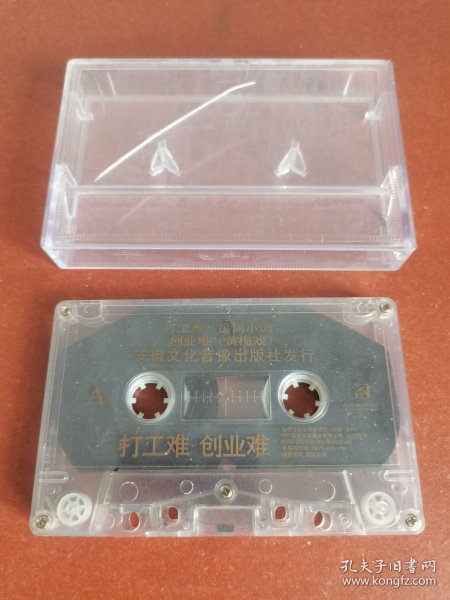 打工难（民间小调
创业难（黄梅戏）
安徽文化音像出版社发行
A
打工难 创业难
孔夫子旧书网
www.kongfz.com